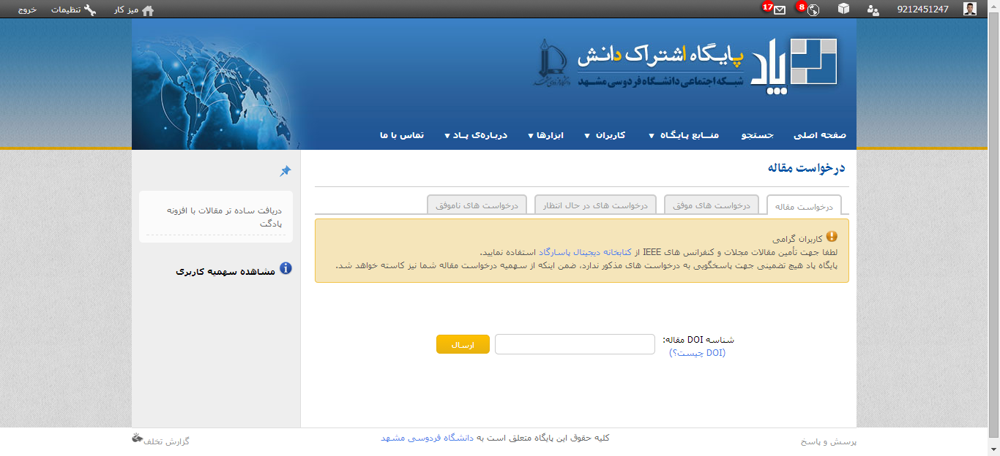 9212451247
8
17
میز کار
تنظیمات
خروج
پاد
پایگاه اشتراک دانش
شبکه اجتماعی دانشگاه فردوسی مشهد
صفحه اصلی
جستجو
منابع پایگاه ▼
کاربران ▼
ابزارها ▼
درباره‌ی پاد ▼
تماس با ما
درخواست مقاله
درخواست مقاله
درخواست های موفق
درخواست های در حال انتظار
درخواست های ناموفق
کاربران گرامی
لطفا جهت تأمین مقالات مجلات و کنفرانس های IEEE از کتابخانه دیجیتال پاسارگاد استفاده نمایید.
پایگاه پاد هیچ تضمینی جهت پاسخگویی به درخواست های مذکور ندارد، ضمن اینکه از سهمیه درخواست مقاله شما نیز کاسته خواهد شد.
شناسه DOI مقاله:
(DOI چیست؟)
ارسال
دریافت ساده تر مقالات با افزونه
پادگت
مشاهده سهمیه کاربری
پرسش و پاسخ
کلیه حقوق این پایگاه متعلق است به دانشگاه فردوسی مشهد
گزارش تخلف